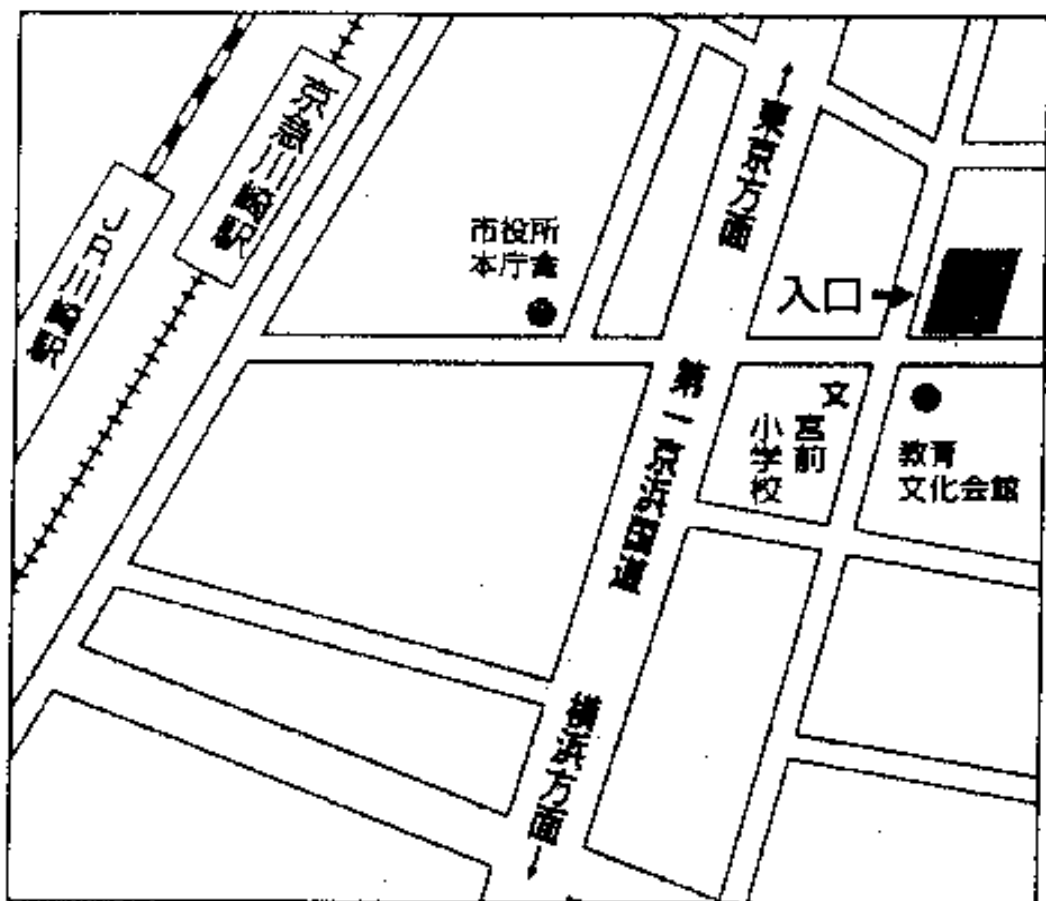 京急川崎駅
JR川崎駅
市役所
本庁舎
東京方面
入口
第一京浜国道
文
宮前
小学校
教育
文化会館
横浜方面